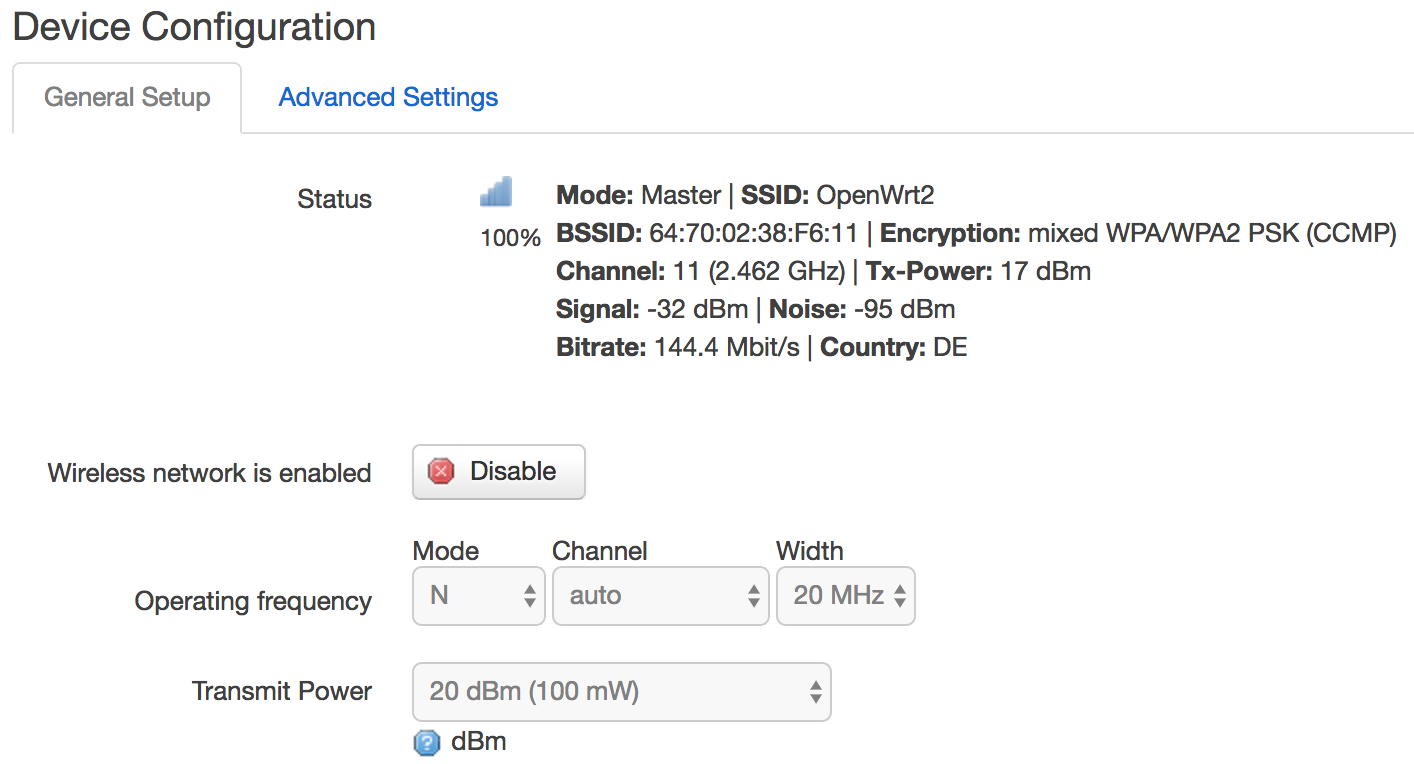 Device Configuration
General Setup
Advanced Settings
Status
100%
Mode: Master | SSID: OpenWrt2
BSSID: 64:70:02:38:F6:11 | Encryption: mixed WPA/WPA2 PSK (CCMP)
Channel: 11 (2.462 GHz) | Tx-Power: 17 dBm
Signal: -32 dBm | Noise: -95 dBm
Bitrate: 144.4 Mbit/s | Country: DE
Wireless network is enabled
Disable
Mode Channel Width
Operating frequency
N auto 20 MHz
Transmit Power
20 dBm (100 mW)
? dBm